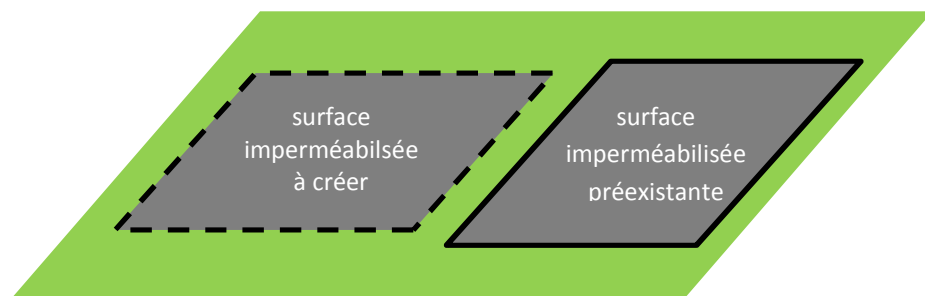 surface
imperméabilsée
à créer
surface
imperméabilisée
préexistante